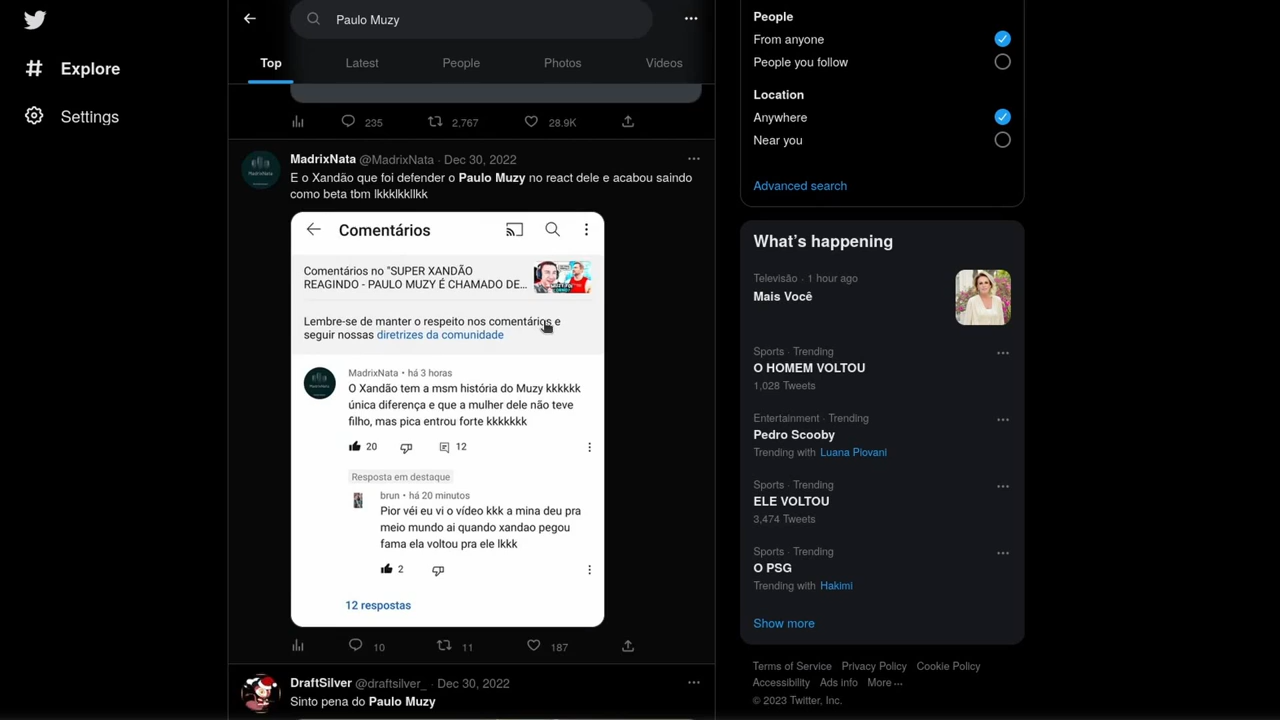 Explore
Settings
Paulo Muzy
Top
Latest
People
Photos
Videos
235
2,767
28.9K
MadrixNata @MadrixNata · Dec 30, 2022
E o Xandão que foi defender o Paulo Muzy no react dele e acabou saindo
como beta tbm lkkklkkllkk
Comentários
Comentários no "SUPER XANDÃO
REAGINDO - PAULO MUZY É CHAMADO DE...
Lembre-se de manter o respeito nos comentários e
seguir nossas diretrizes da comunidade
MadrixNata • há 3 horas
O Xandão tem a msm história do Muzy kkkkkk
única diferença e que a mulher dele não teve
filho, mas pica entrou forte kkkkkkk
20
12
Resposta em destaque
brun • há 20 minutos
Pior véi eu vi o vídeo kkk a mina deu pra
meio mundo ai quando xandao pegou
fama ela voltou pra ele lkkk
2
12 respostas
10
11
187
DraftSilver @draftsilver_ · Dec 30, 2022
Sinto pena do Paulo Muzy
People
From anyone
People you follow
Location
Anywhere
Near you
Advanced search
What's happening
Televisão · 1 hour ago
Mais Você
Sports · Trending
O HOMEM VOLTOU
1,028 Tweets
Entertainment · Trending
Pedro Scooby
Trending with Luana Piovani
Sports · Trending
ELE VOLTOU
3,474 Tweets
Sports · Trending
O PSG
Trending with Hakimi
Show more
Terms of Service Privacy Policy Cookie Policy
Accessibility Ads info More ···
© 2023 Twitter, Inc.